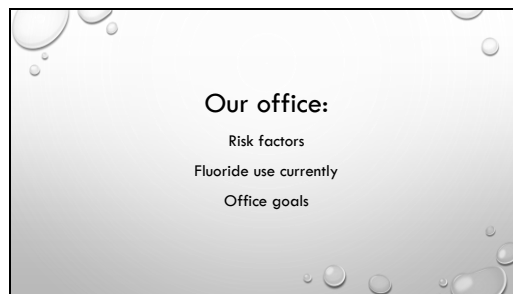 Our office:
Risk factors
Fluoride use currently
Office goals